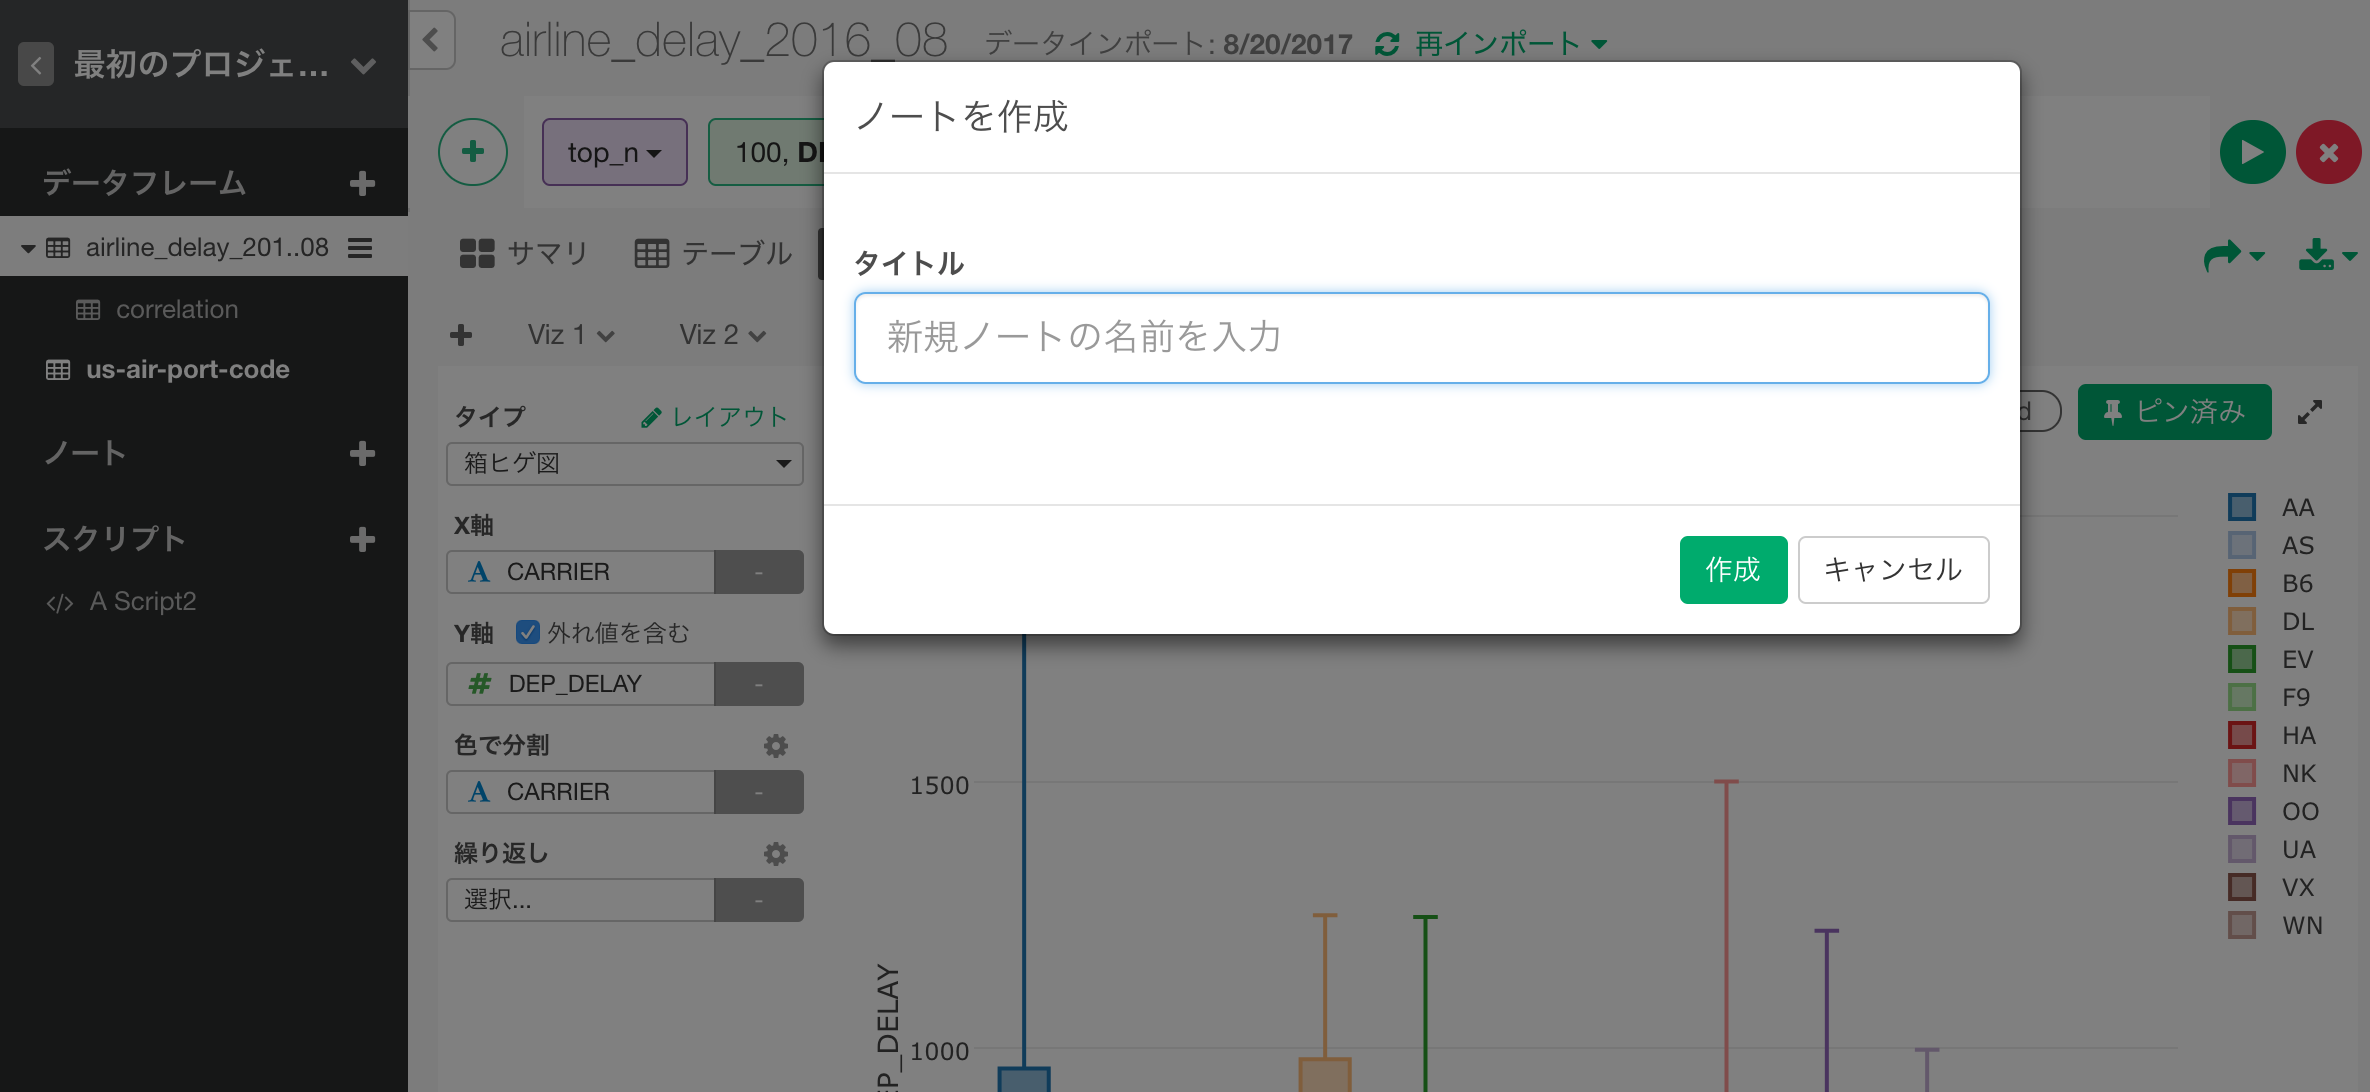 最初のプロジェ...
データフレーム
airline_delay_201..08
correlation
us-air-port-code
ノート
スクリプト
</> A Script2
airline_delay_2016_08
データインポート: 8/20/2017
再インポート
top_n
100, DE
サマリ
テーブル
Viz 1
Viz 2
タイプ
レイアウト
箱ヒゲ図
X軸
A CARRIER
-
Y軸
外れ値を含む
# DEP_DELAY
-
色で分割
A CARRIER
-
繰り返し
選択...
-
ノートを作成
タイトル
新規ノートの名前を入力
作成
キャンセル
d
ピン済み
1500
1000
EP_DELAY
AA
AS
B6
DL
EV
F9
HA
NK
OO
UA
VX
WN